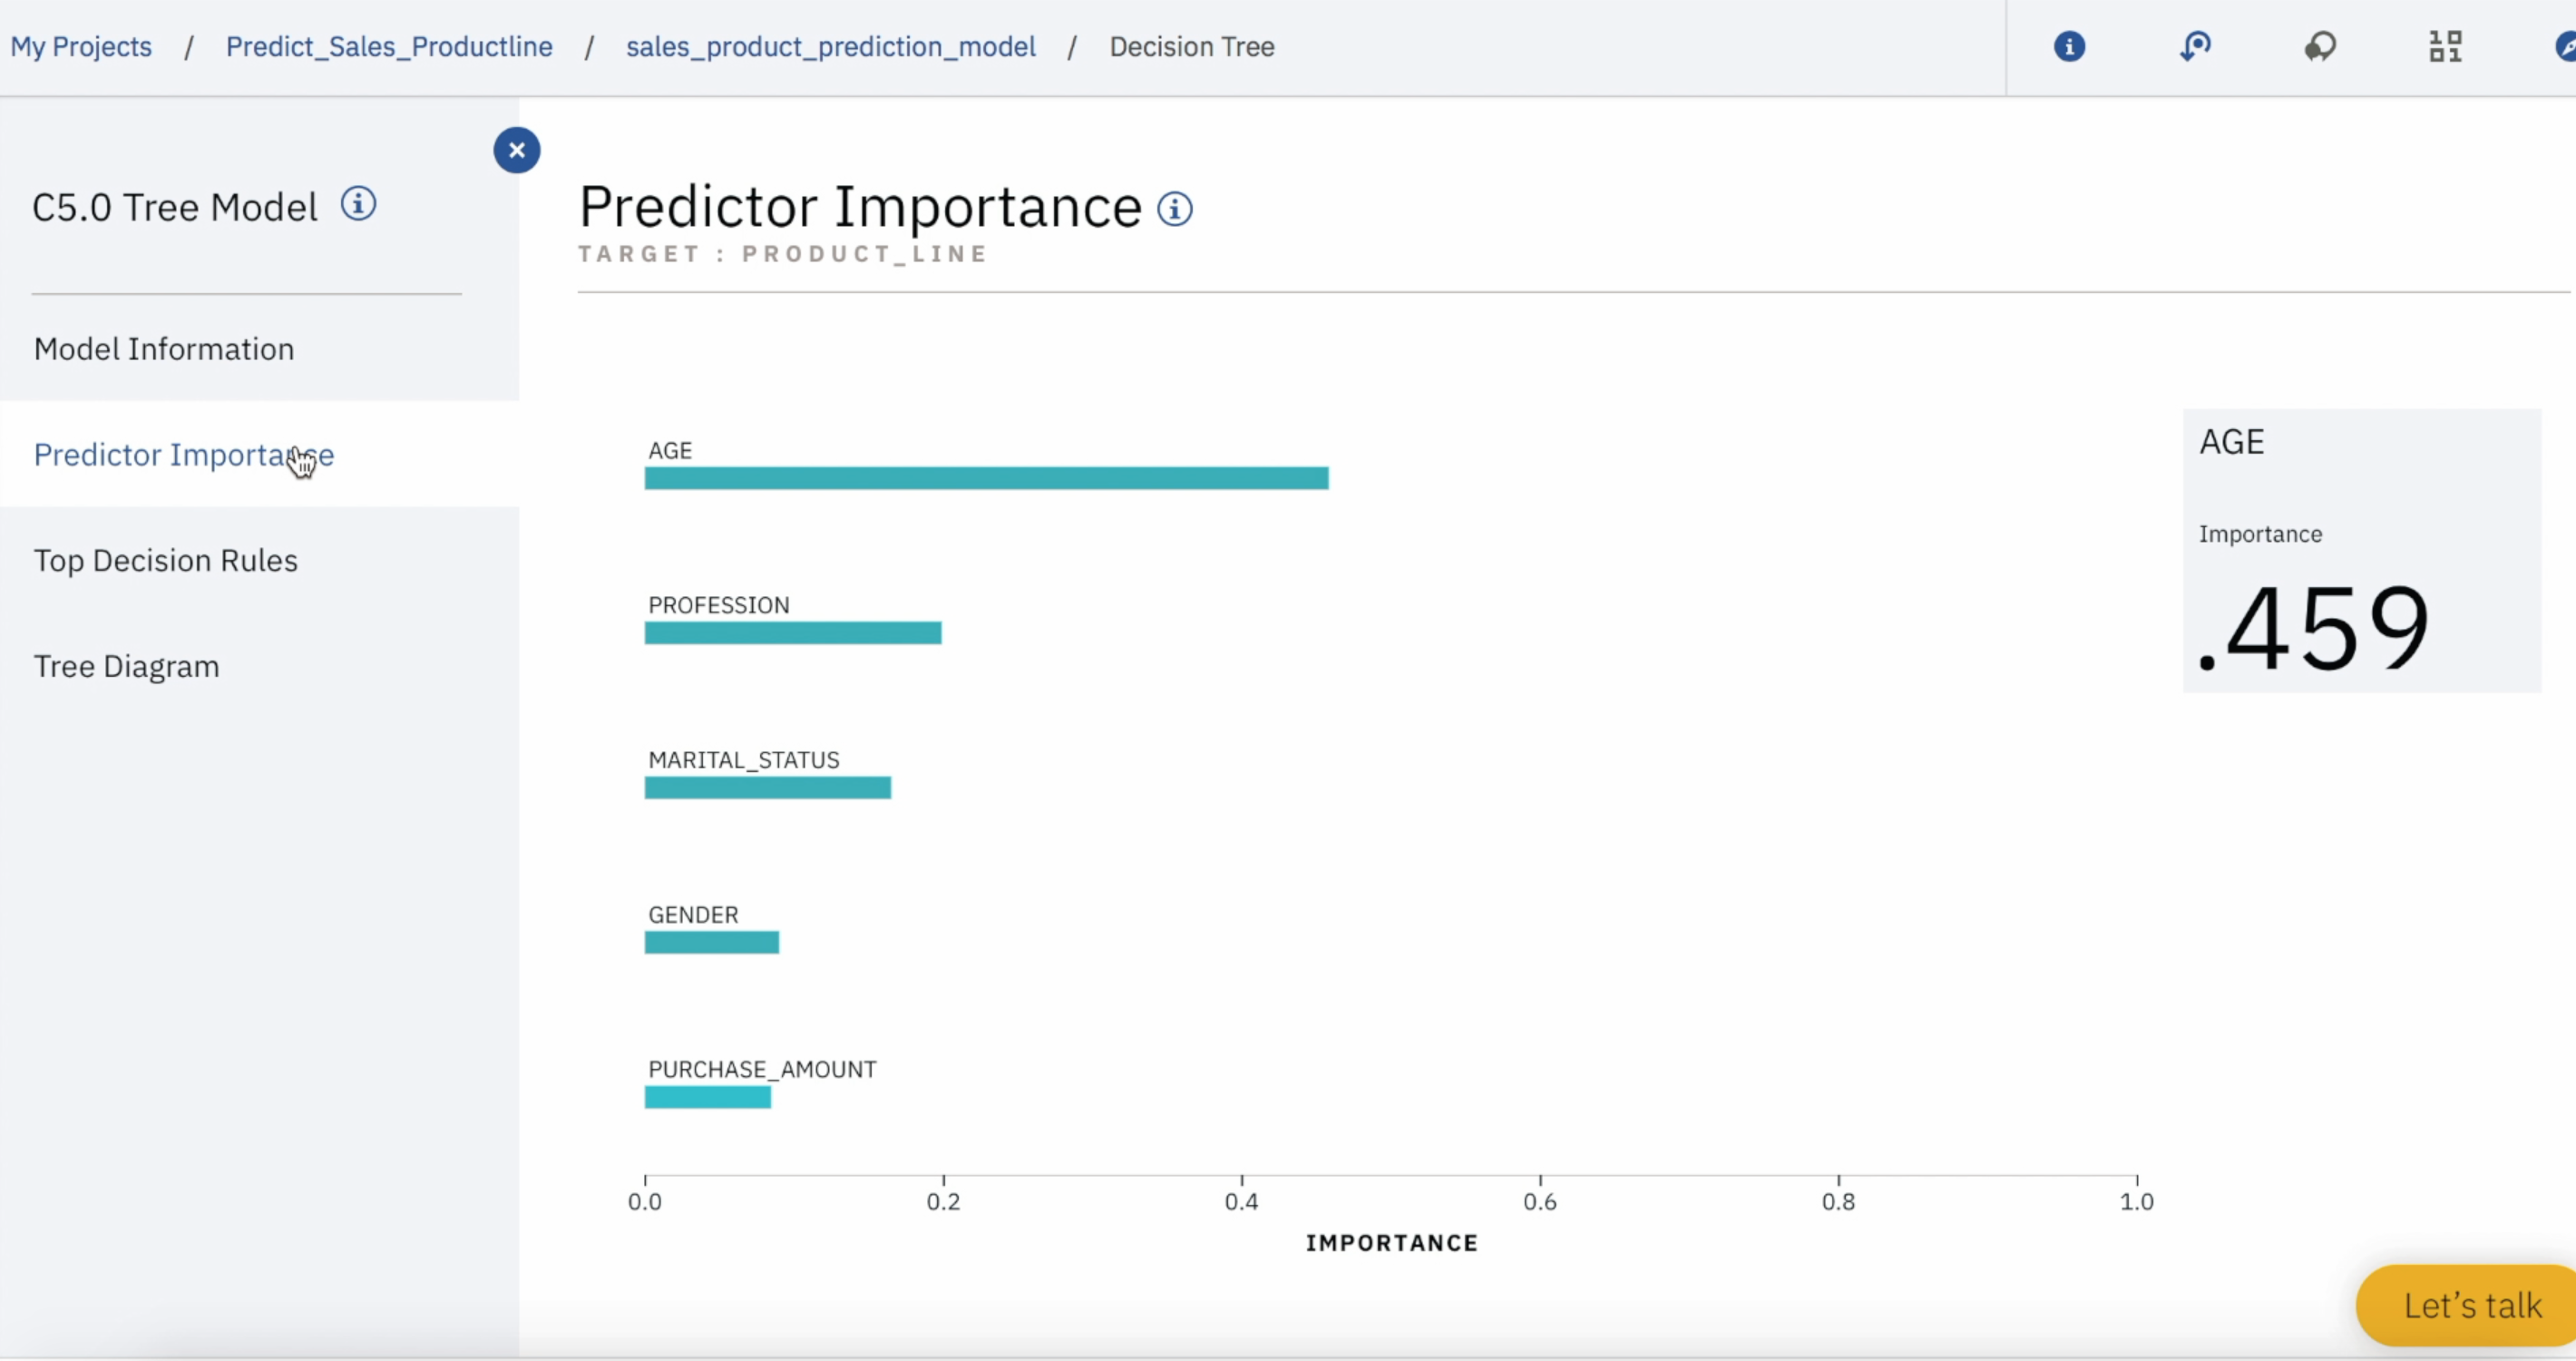 My Projects / Predict_Sales_Productline / sales_product_prediction_model / Decision Tree
C5.0 Tree Model
Model Information
Predictor Importance
Top Decision Rules
Tree Diagram
Predictor Importance
TARGET : PRODUCT_LINE
AGE
PROFESSION
MARITAL_STATUS
GENDER
PURCHASE_AMOUNT
0.0 0.2 0.4 0.6 0.8 1.0
IMPORTANCE
AGE
Importance
.459
Let’s talk